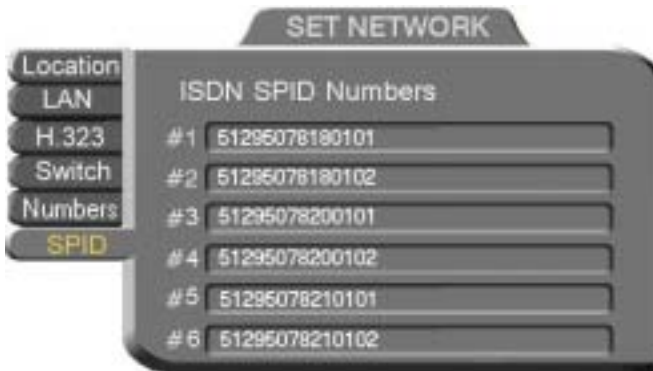 SET NETWORK
Location
LAN
H.323
Switch
Numbers
SPID
ISDN SPID Numbers
#1 51295078180101
#2 51295078180102
#3 51295078200101
#4 51295078200102
#5 51295078210101
#6 51295078210102